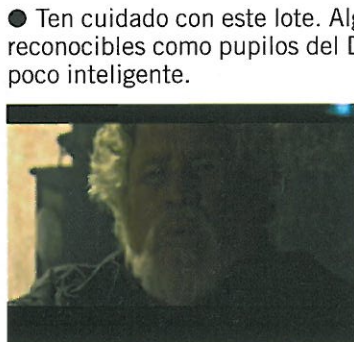 ● Ten cuidado con este lote. Alg
reconocibles como pupilos del D
poco inteligente.